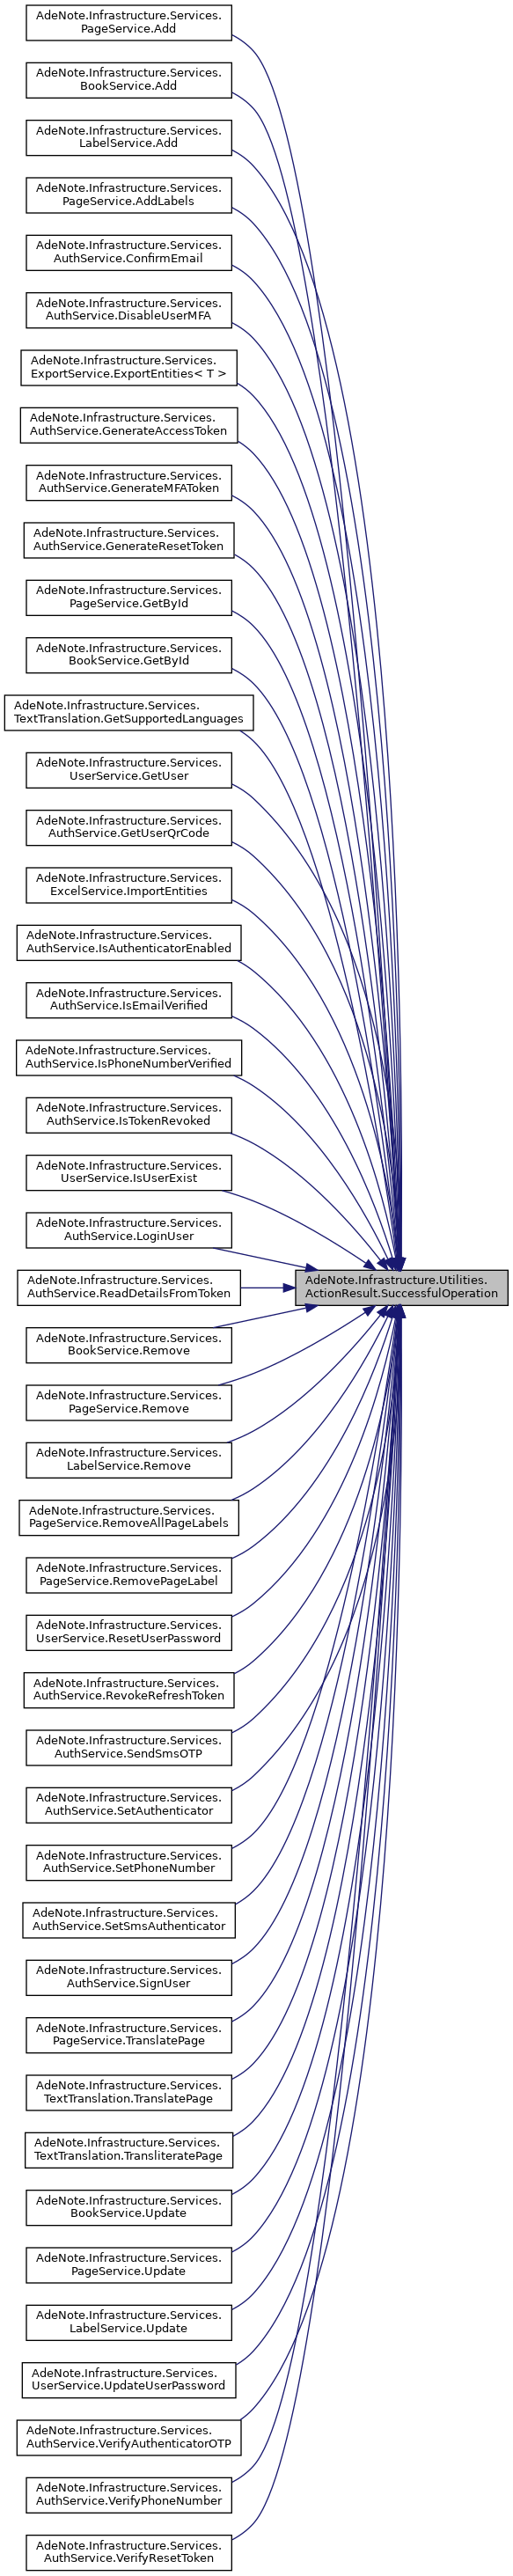 AdeNote.Infrastructure.Services.
PageService.Add
AdeNote.Infrastructure.Services.
BookService.Add
AdeNote.Infrastructure.Services.
LabelService.Add
AdeNote.Infrastructure.Services.
PageService.AddLabels
AdeNote.Infrastructure.Services.
AuthService.ConfirmEmail
AdeNote.Infrastructure.Services.
AuthService.DisableUserMFA
AdeNote.Infrastructure.Services.
ExportService.ExportEntities< T >
AdeNote.Infrastructure.Services.
AuthService.GenerateAccessToken
AdeNote.Infrastructure.Services.
AuthService.GenerateMFAToken
AdeNote.Infrastructure.Services.
AuthService.GenerateResetToken
AdeNote.Infrastructure.Services.
PageService.GetById
AdeNote.Infrastructure.Services.
BookService.GetById
AdeNote.Infrastructure.Services.
TextTranslation.GetSupportedLanguages
AdeNote.Infrastructure.Services.
UserService.GetUser
AdeNote.Infrastructure.Services.
AuthService.GetUserQrCode
AdeNote.Infrastructure.Services.
ExcelService.ImportEntities
AdeNote.Infrastructure.Services.
AuthService.IsAuthenticatorEnabled
AdeNote.Infrastructure.Services.
AuthService.IsEmailVerified
AdeNote.Infrastructure.Services.
AuthService.IsPhoneNumberVerified
AdeNote.Infrastructure.Services.
AuthService.IsTokenRevoked
AdeNote.Infrastructure.Services.
UserService.IsUserExist
AdeNote.Infrastructure.Services.
AuthService.LoginUser
AdeNote.Infrastructure.Services.
AuthService.ReadDetailsFromToken
AdeNote.Infrastructure.Utilities.
ActionResult.SuccessfulOperation
AdeNote.Infrastructure.Services.
BookService.Remove
AdeNote.Infrastructure.Services.
PageService.Remove
AdeNote.Infrastructure.Services.
LabelService.Remove
AdeNote.Infrastructure.Services.
PageService.RemoveAllPageLabels
AdeNote.Infrastructure.Services.
PageService.RemovePageLabel
AdeNote.Infrastructure.Services.
UserService.ResetUserPassword
AdeNote.Infrastructure.Services.
AuthService.RevokeRefreshToken
AdeNote.Infrastructure.Services.
AuthService.SendSmsOTP
AdeNote.Infrastructure.Services.
AuthService.SetAuthenticator
AdeNote.Infrastructure.Services.
AuthService.SetPhoneNumber
AdeNote.Infrastructure.Services.
AuthService.SetSmsAuthenticator
AdeNote.Infrastructure.Services.
AuthService.SignUser
AdeNote.Infrastructure.Services.
PageService.TranslatePage
AdeNote.Infrastructure.Services.
TextTranslation.TranslatePage
AdeNote.Infrastructure.Services.
TextTranslation.TransliteratePage
AdeNote.Infrastructure.Services.
BookService.Update
AdeNote.Infrastructure.Services.
PageService.Update
AdeNote.Infrastructure.Services.
LabelService.Update
AdeNote.Infrastructure.Services.
UserService.UpdateUserPassword
AdeNote.Infrastructure.Services.
AuthService.VerifyAuthenticatorOTP
AdeNote.Infrastructure.Services.
AuthService.VerifyPhoneNumber
AdeNote.Infrastructure.Services.
AuthService.VerifyResetToken